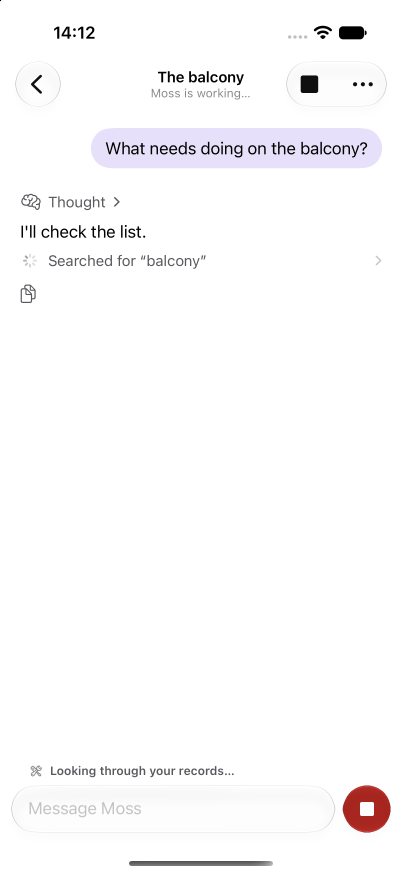 14:12
The balcony
Moss is working...
What needs doing on the balcony?
Thought
I'll check the list.
Searched for “balcony”
Looking through your records...
Message Moss